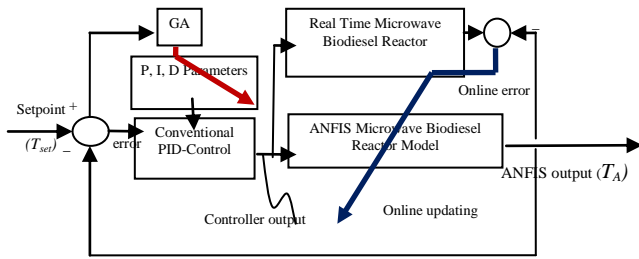 GA
Real Time Microwave
Biodiesel Reactor
–
P, I, D Parameters
Online error
Setpoint +
(Tset) –
error
Conventional
PID-Control
ANFIS Microwave Biodiesel
Reactor Model
ANFIS output (TA)
Controller output
Online updating